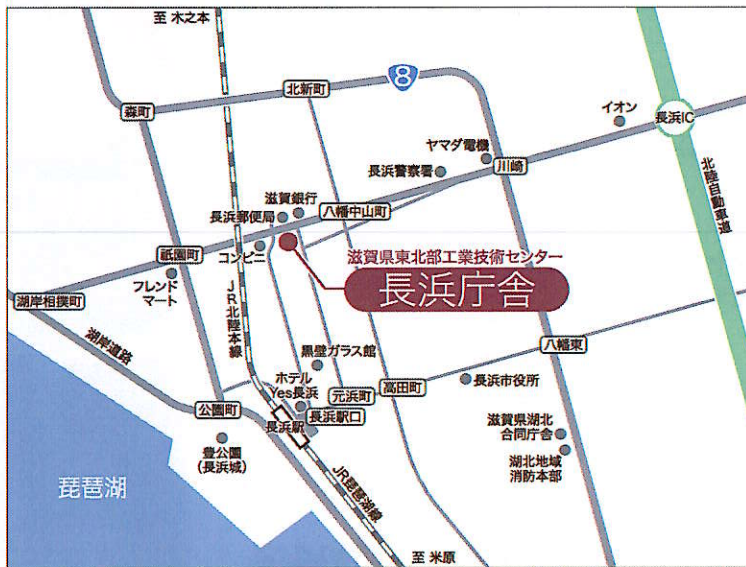 至 木之本
8
北新町
森町
イオン
長浜IC
ヤマダ電機
川崎
長浜警察署
滋賀銀行
長浜郵便局
八幡中山町
北陸自動車道
祇園町
コンビニ
滋賀県東北部工業技術センター
長浜庁舎
フレンド
マート
湖岸相撲町
JR北陸本線
湖岸道路
黒壁ガラス館
八幡東
ホテル
Yes長浜
元浜町
高田町
長浜市役所
公園町
長浜駅口
長浜駅
滋賀県湖北
合同庁舎
豊公園
(長浜城)
湖北地域
消防本部
琵琶湖
JR琵琶湖線
至 米原